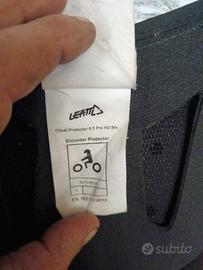 LEATT
Chest Protector 5.5 Pro HD Blk
Shoulder Protector
EN 1621-1:2012
subito